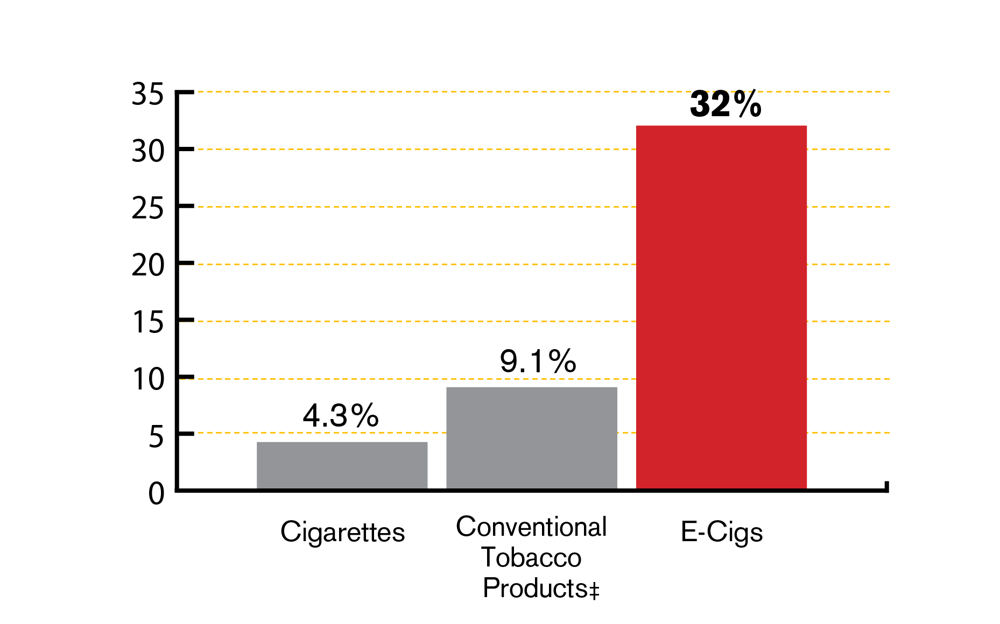 35
30
25
20
15
10
5
0
4.3%
9.1%
32%
Cigarettes
Conventional
Tobacco
Products‡
E-Cigs